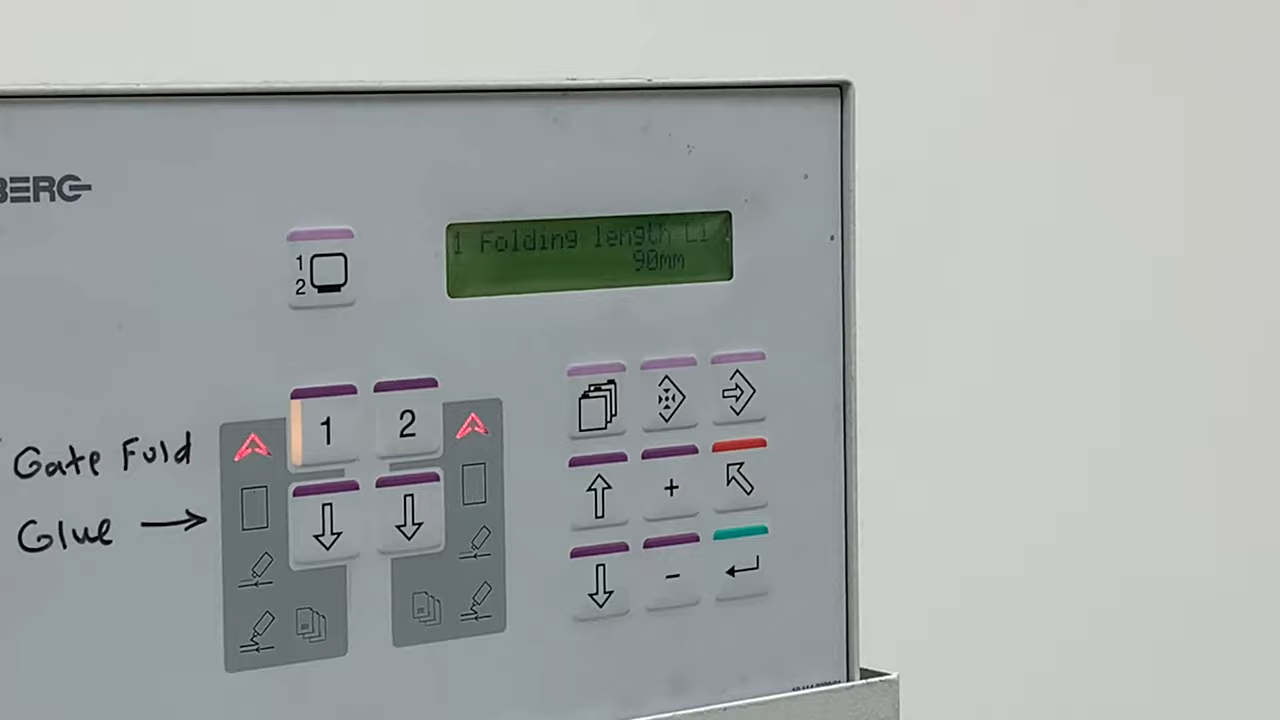 BERG
1
2
1 Folding length L1
90mm
1
2
Gate Fold
Glue →
+
-